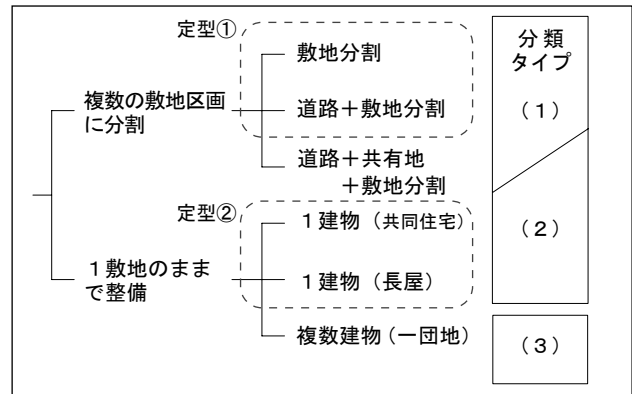 定型①
敷地分割
分類
タイプ
複数の敷地区画
に分割
道路＋敷地分割
（１）
道路＋共有地
＋敷地分割
定型②
１建物（共同住宅）
（２）
１敷地のまま
で整備
１建物（長屋）
複数建物（一団地）
（３）